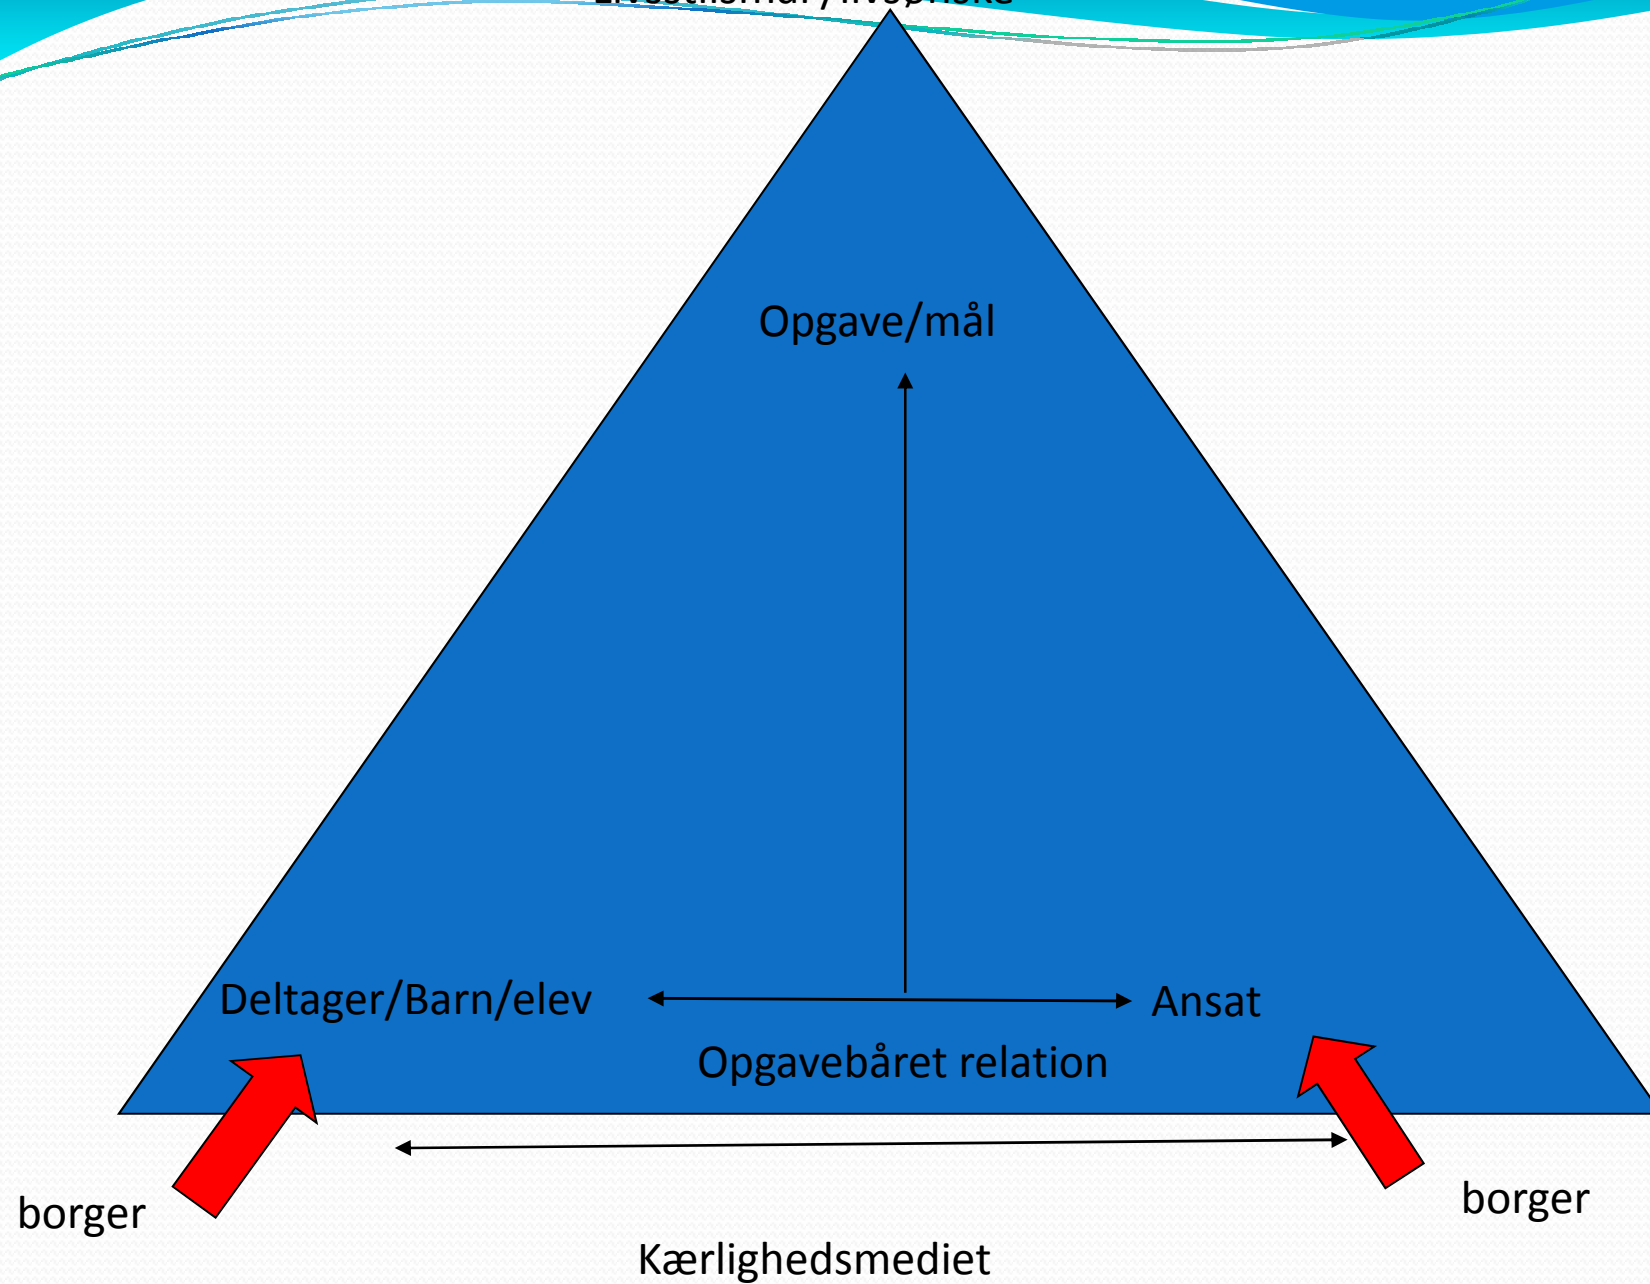 Opgave/mål
Deltager/Barn/elev
Ansat
Opgavebåret relation
borger
borger
Kærlighedsmediet